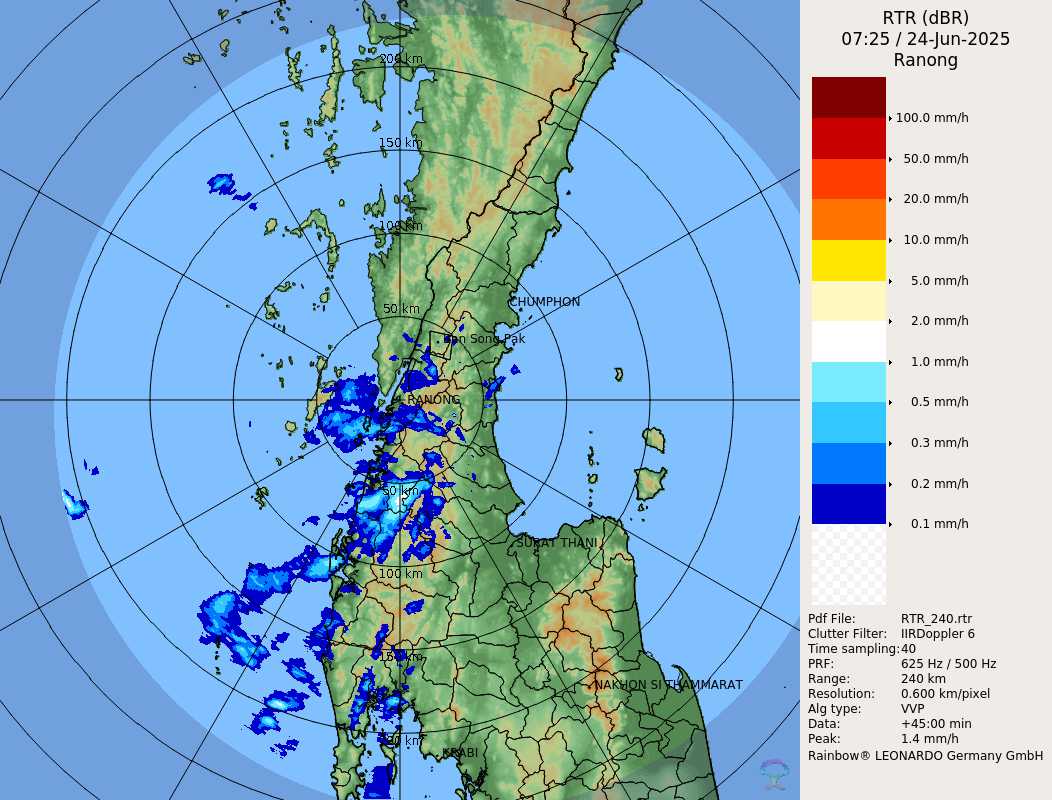 RTR (dBR)
07:25 / 24-Jun-2025
Ranong
100.0 mm/h
50.0 mm/h
20.0 mm/h
10.0 mm/h
5.0 mm/h
2.0 mm/h
1.0 mm/h
0.5 mm/h
0.3 mm/h
0.2 mm/h
0.1 mm/h
Pdf File: RTR_240.rtr
Clutter Filter: IIRDoppler 6
Time sampling:40
PRF: 625 Hz / 500 Hz
Range: 240 km
Resolution: 0.600 km/pixel
Alg type: VVP
Data: +45:00 min
Peak: 1.4 mm/h
Rainbow® LEONARDO Germany GmbH
200 km
150 km
100 km
50 km
CHUMPHON
Ban Song Pak
RANONG
50 km
SURAT THANI
100 km
150 km
NAKHON SI THAMMARAT
200 km
KRABI